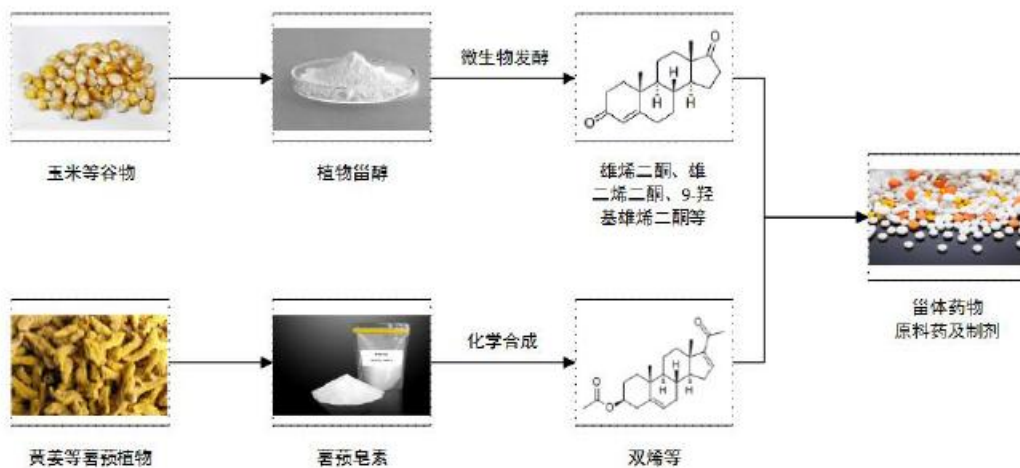 微生物发酵
玉米等谷物
植物甾醇
雄烯二酮、雄
二烯二酮、9-羟
基雄烯二酮等
甾体药物
原料药及制剂
化学合成
黄姜等薯蓣植物
薯蓣皂素
双烯等
O
O
H
H
H
O
O
O
H
H
H